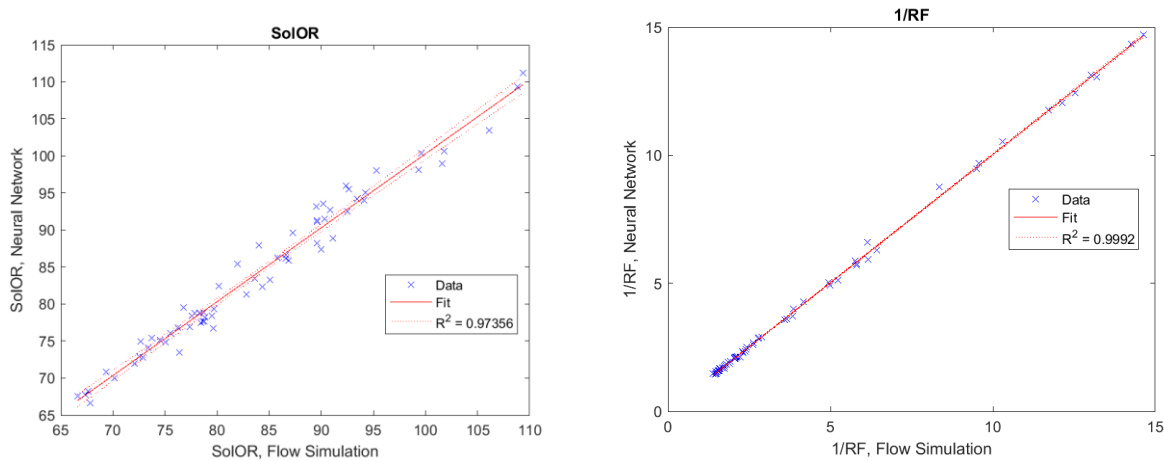 SolOR
115
110
105
100
95
90
85
80
75
70
65
SolOR, Neural Network
Data
Fit
R² = 0.97356
65 70 75 80 85 90 95 100 105 110
SolOR, Flow Simulation
1/RF
15
10
5
0
1/RF, Neural Network
Data
Fit
R² = 0.9992
0 5 10 15
1/RF, Flow Simulation